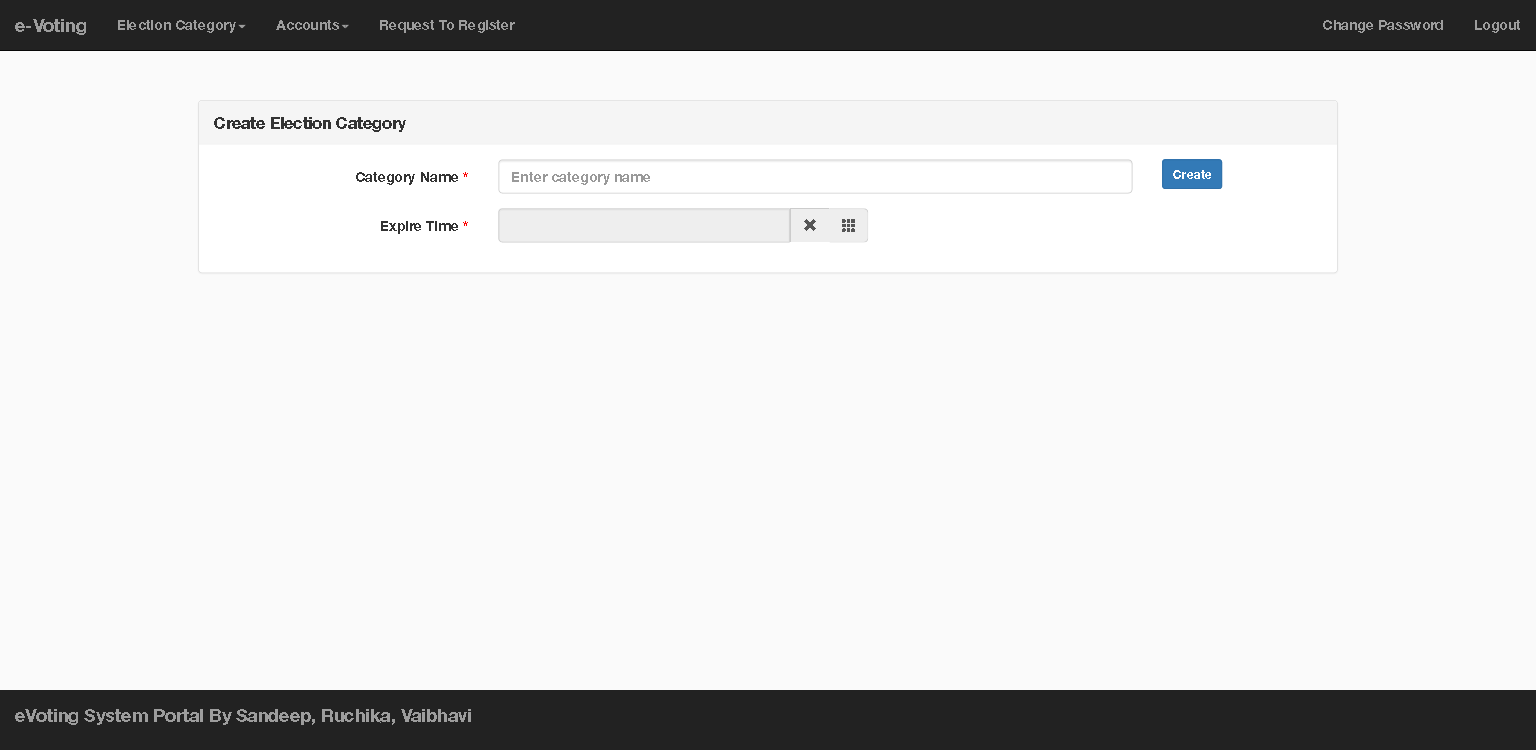 e-Voting Election Category Accounts Request To Register Change Password Logout
Create Election Category
Category Name * Enter category name Create
Expire Time *
eVoting System Portal By Sandeep, Ruchika, Vaibhavi